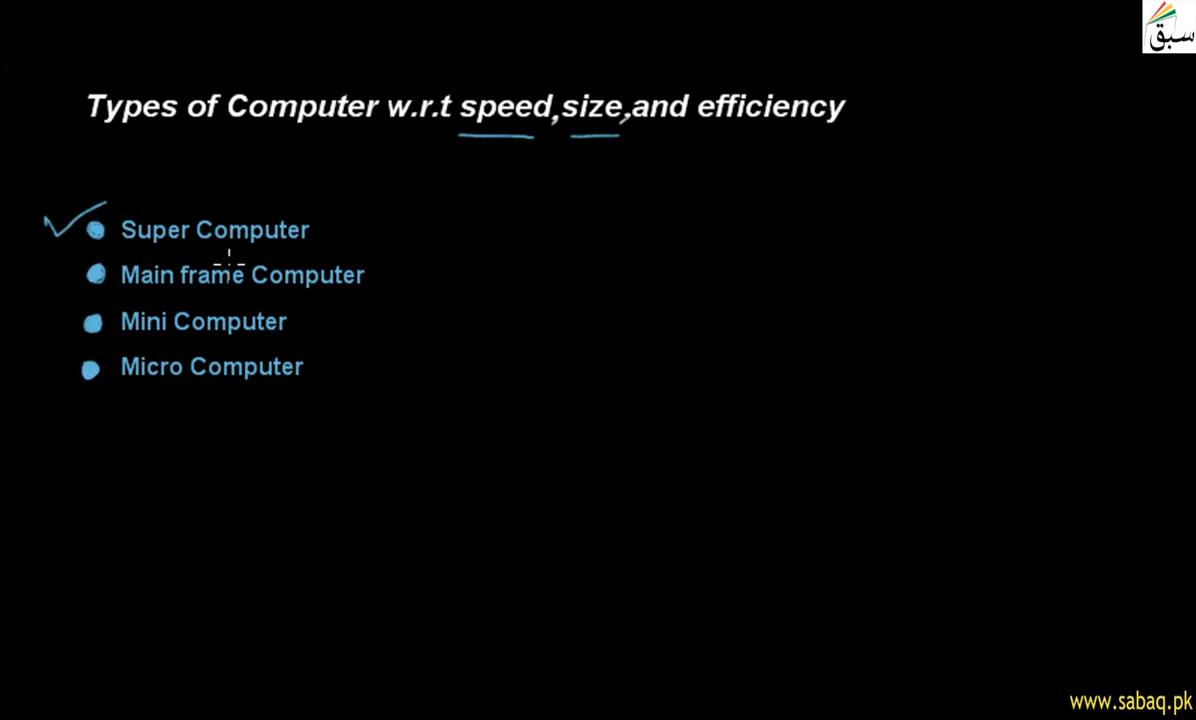 سبق
Types of Computer w.r.t speed,size,and efficiency
Super Computer
Main frame Computer
Mini Computer
Micro Computer
www.sabaq.pk